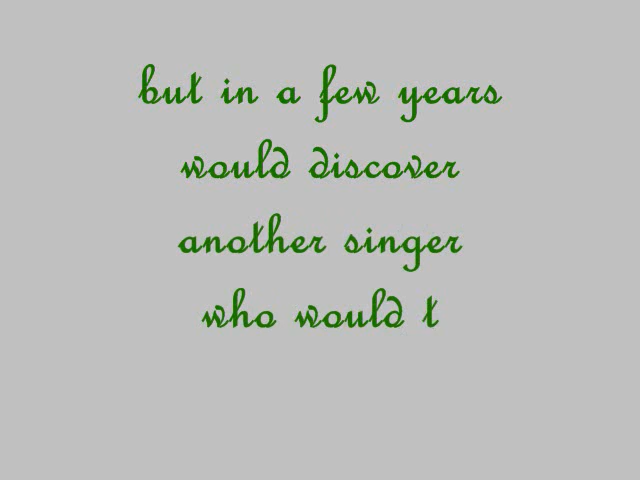 but in a few years
would discover
another singer
who would t